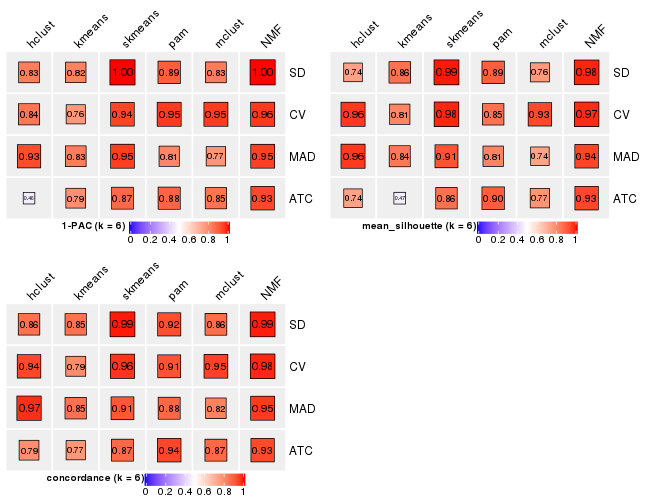 hclust kmeans skmeans pam mclust NMF
0.83 0.82 1.00 0.89 0.83 1.00 SD
0.84 0.76 0.94 0.95 0.95 0.96 CV
0.93 0.83 0.95 0.81 0.77 0.95 MAD
0.46 0.79 0.87 0.88 0.85 0.93 ATC
1-PAC (k = 6)
0 0.2 0.4 0.6 0.8 1
hclust kmeans skmeans pam mclust NMF
0.74 0.86 0.99 0.89 0.76 0.98 SD
0.96 0.81 0.98 0.85 0.93 0.97 CV
0.96 0.84 0.91 0.81 0.74 0.94 MAD
0.74 0.47 0.86 0.90 0.77 0.93 ATC
mean_silhouette (k = 6)
0 0.2 0.4 0.6 0.8 1
hclust kmeans skmeans pam mclust NMF
0.86 0.85 0.99 0.92 0.86 0.99 SD
0.94 0.79 0.96 0.91 0.95 0.98 CV
0.97 0.85 0.91 0.88 0.82 0.95 MAD
0.79 0.77 0.87 0.94 0.87 0.93 ATC
concordance (k = 6)
0 0.2 0.4 0.6 0.8 1